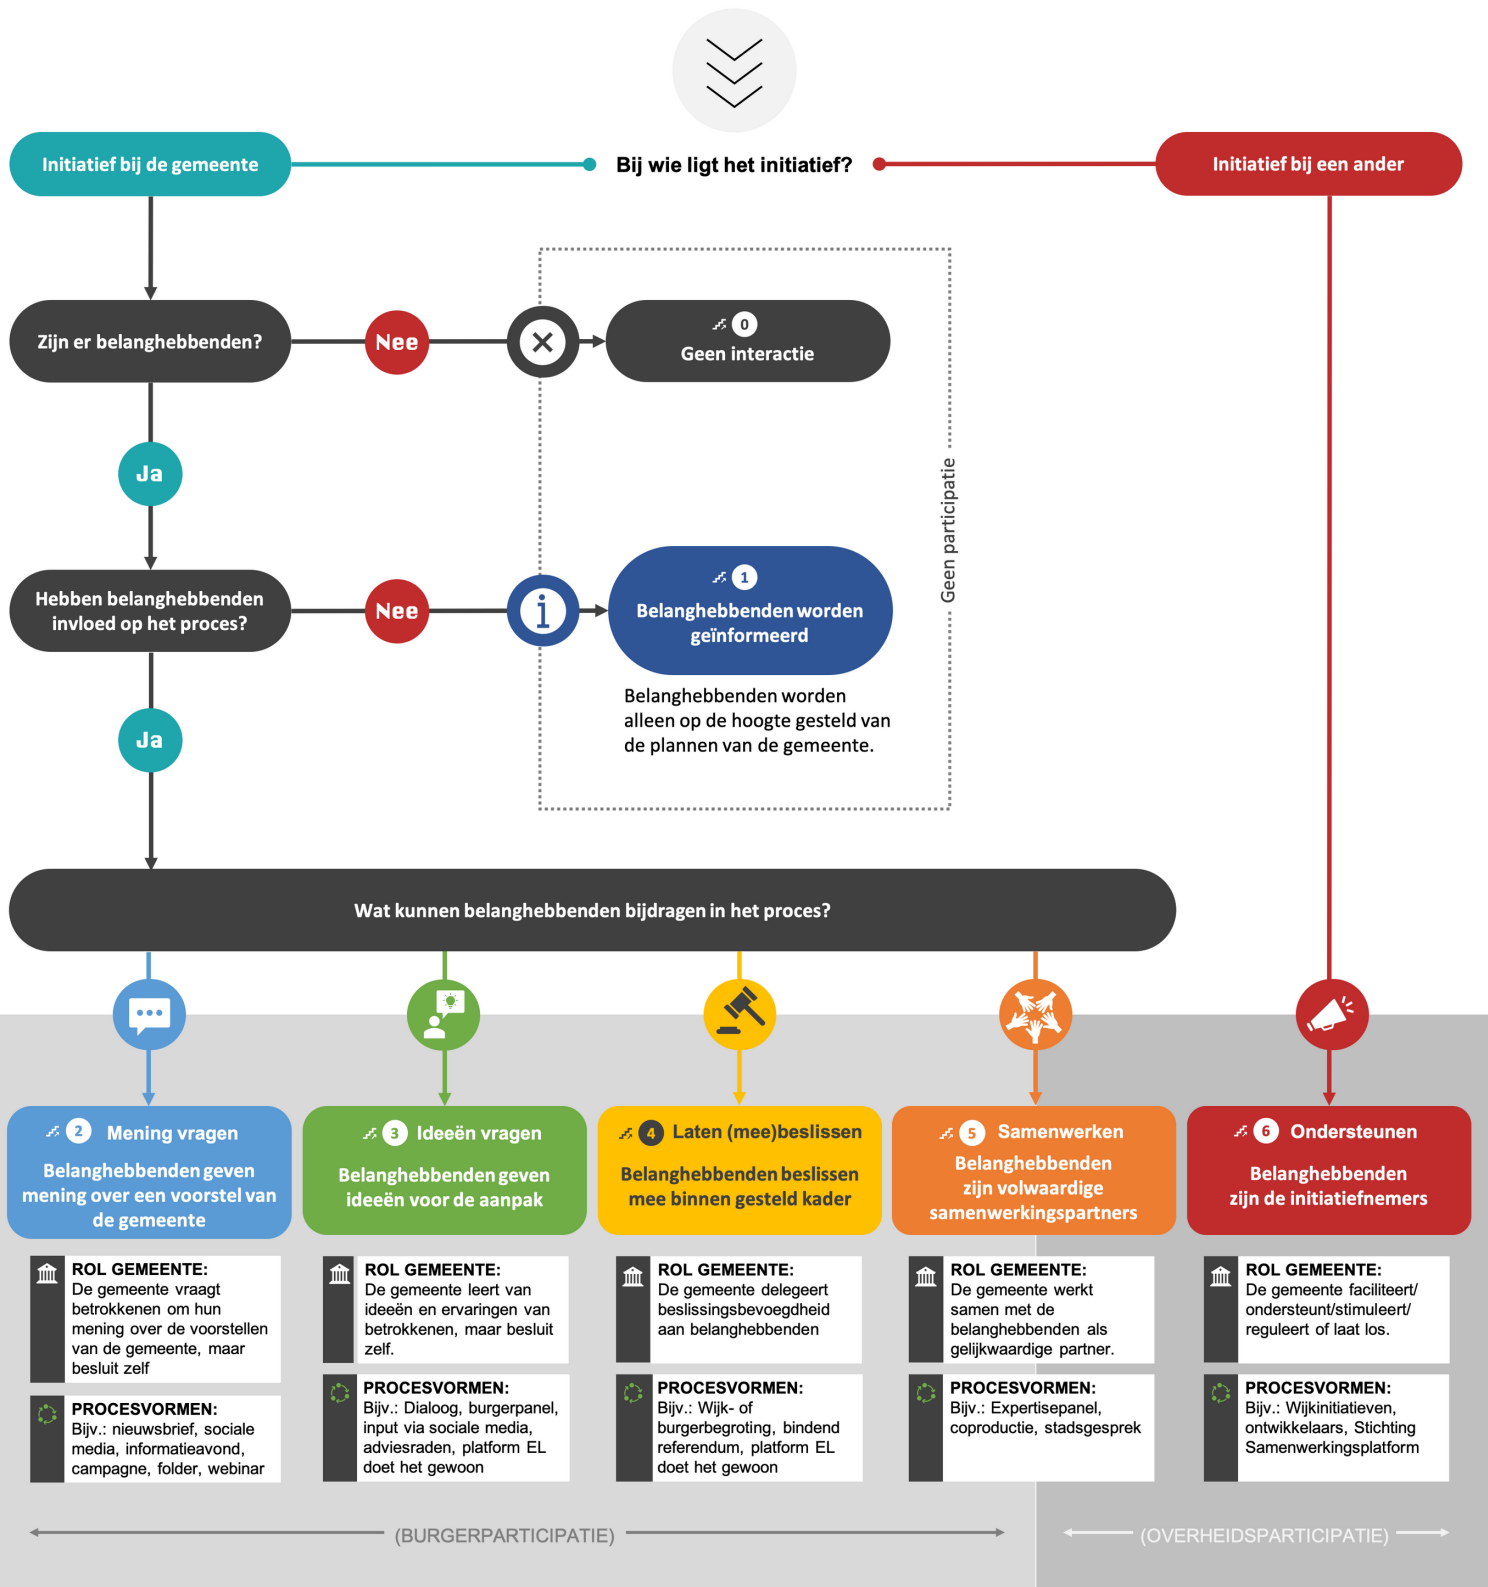 Initiatief bij de gemeente
Bij wie ligt het initiatief?
Initiatief bij een ander
Zijn er belanghebbenden?
Nee
0
Geen interactie
Ja
Geen participatie
Hebben belanghebbenden
invloed op het proces?
Nee
i
1
Belanghebbenden worden
geïnformeerd
Belanghebbenden worden
alleen op de hoogte gesteld van
de plannen van de gemeente.
Ja
Wat kunnen belanghebbenden bijdragen in het proces?
2 Mening vragen
Belanghebbenden geven
mening over een voorstel van
de gemeente
ROL GEMEENTE:
De gemeente vraagt
betrokkenen om hun
mening over de voorstellen
van de gemeente, maar
besluit zelf
PROCESVORMEN:
Bijv.: nieuwsbrief, sociale
media, informatieavond,
campagne, folder, webinar
3 Ideeën vragen
Belanghebbenden geven
ideeën voor de aanpak
ROL GEMEENTE:
De gemeente leert van
ideeën en ervaringen van
betrokkenen, maar besluit
zelf.
PROCESVORMEN:
Bijv.: Dialoog, burgerpanel,
input via sociale media,
adviesraden, platform EL
doet het gewoon
4 Laten (mee)beslissen
Belanghebbenden beslissen
mee binnen gesteld kader
ROL GEMEENTE:
De gemeente delegeert
beslissingsbevoegdheid
aan belanghebbenden
PROCESVORMEN:
Bijv.: Wijk- of
burgerbegroting, bindend
referendum, platform EL
doet het gewoon
5 Samenwerken
Belanghebbenden
zijn volwaardige
samenwerkingspartners
ROL GEMEENTE:
De gemeente werkt
samen met de
belanghebbenden als
gelijkwaardige partner.
PROCESVORMEN:
Bijv.: Expertisepanel,
coproductie, stadsgesprek
6 Ondersteunen
Belanghebbenden
zijn de initiatiefnemers
ROL GEMEENTE:
De gemeente faciliteert/
ondersteunt/stimuleert/
reguleert of laat los.
PROCESVORMEN:
Bijv.: Wijkinitiatieven,
ontwikkelaars, Stichting
Samenwerkingsplatform
(BURGERPARTICIPATIE)
(OVERHEIDSPARTICIPATIE)